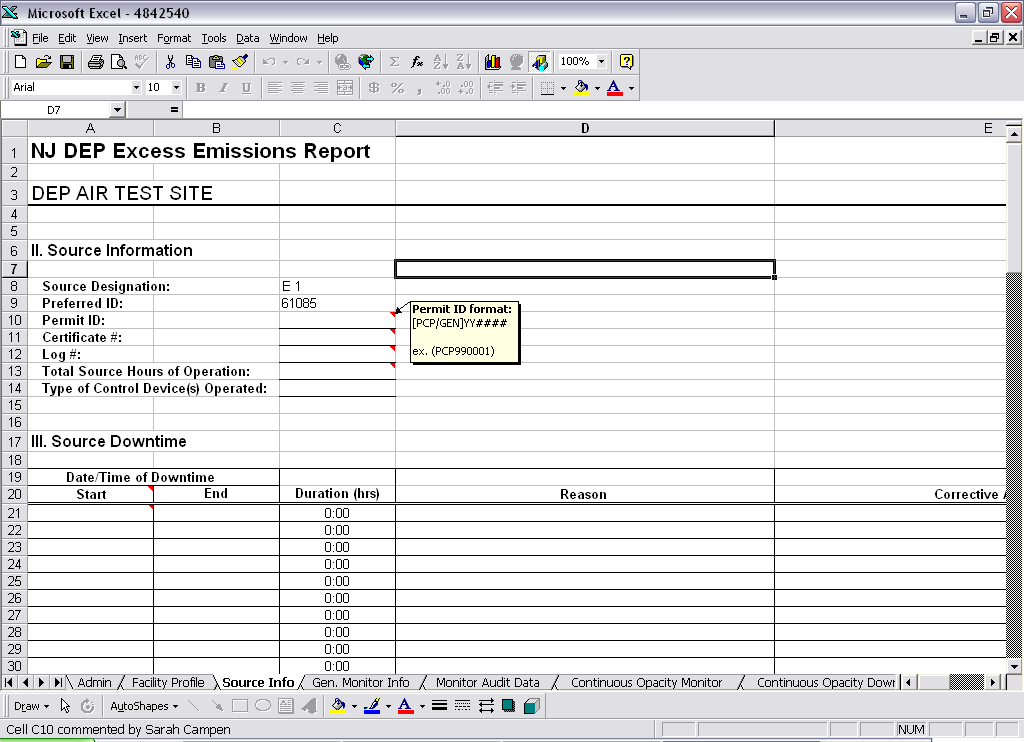 Microsoft Excel - 4842540
File Edit View Insert Format Tools Data Window Help
100%
Arial 10 B I U $ % ,
D7 =
A B C D E
1 NJ DEP Excess Emissions Report
2
3 DEP AIR TEST SITE
4
5
6 II. Source Information
7
8 Source Designation: E 1
9 Preferred ID: 61085
10 Permit ID:
11 Certificate #:
12 Log #:
13 Total Source Hours of Operation:
14 Type of Control Device(s) Operated:
Permit ID format:
[PCP/GEN]YY####
ex. (PCP990001)
15
16
17 III. Source Downtime
18
19 Date/Time of Downtime
20 Start End Duration (hrs) Reason Corrective
21 0:00
22 0:00
23 0:00
24 0:00
25 0:00
26 0:00
27 0:00
28 0:00
29 0:00
30 0:00
Admin Facility Profile Source Info Gen. Monitor Info Monitor Audit Data Continuous Opacity Monitor Continuous Opacity Down
Draw AutoShapes A
Cell C10 commented by Sarah Campen NUM